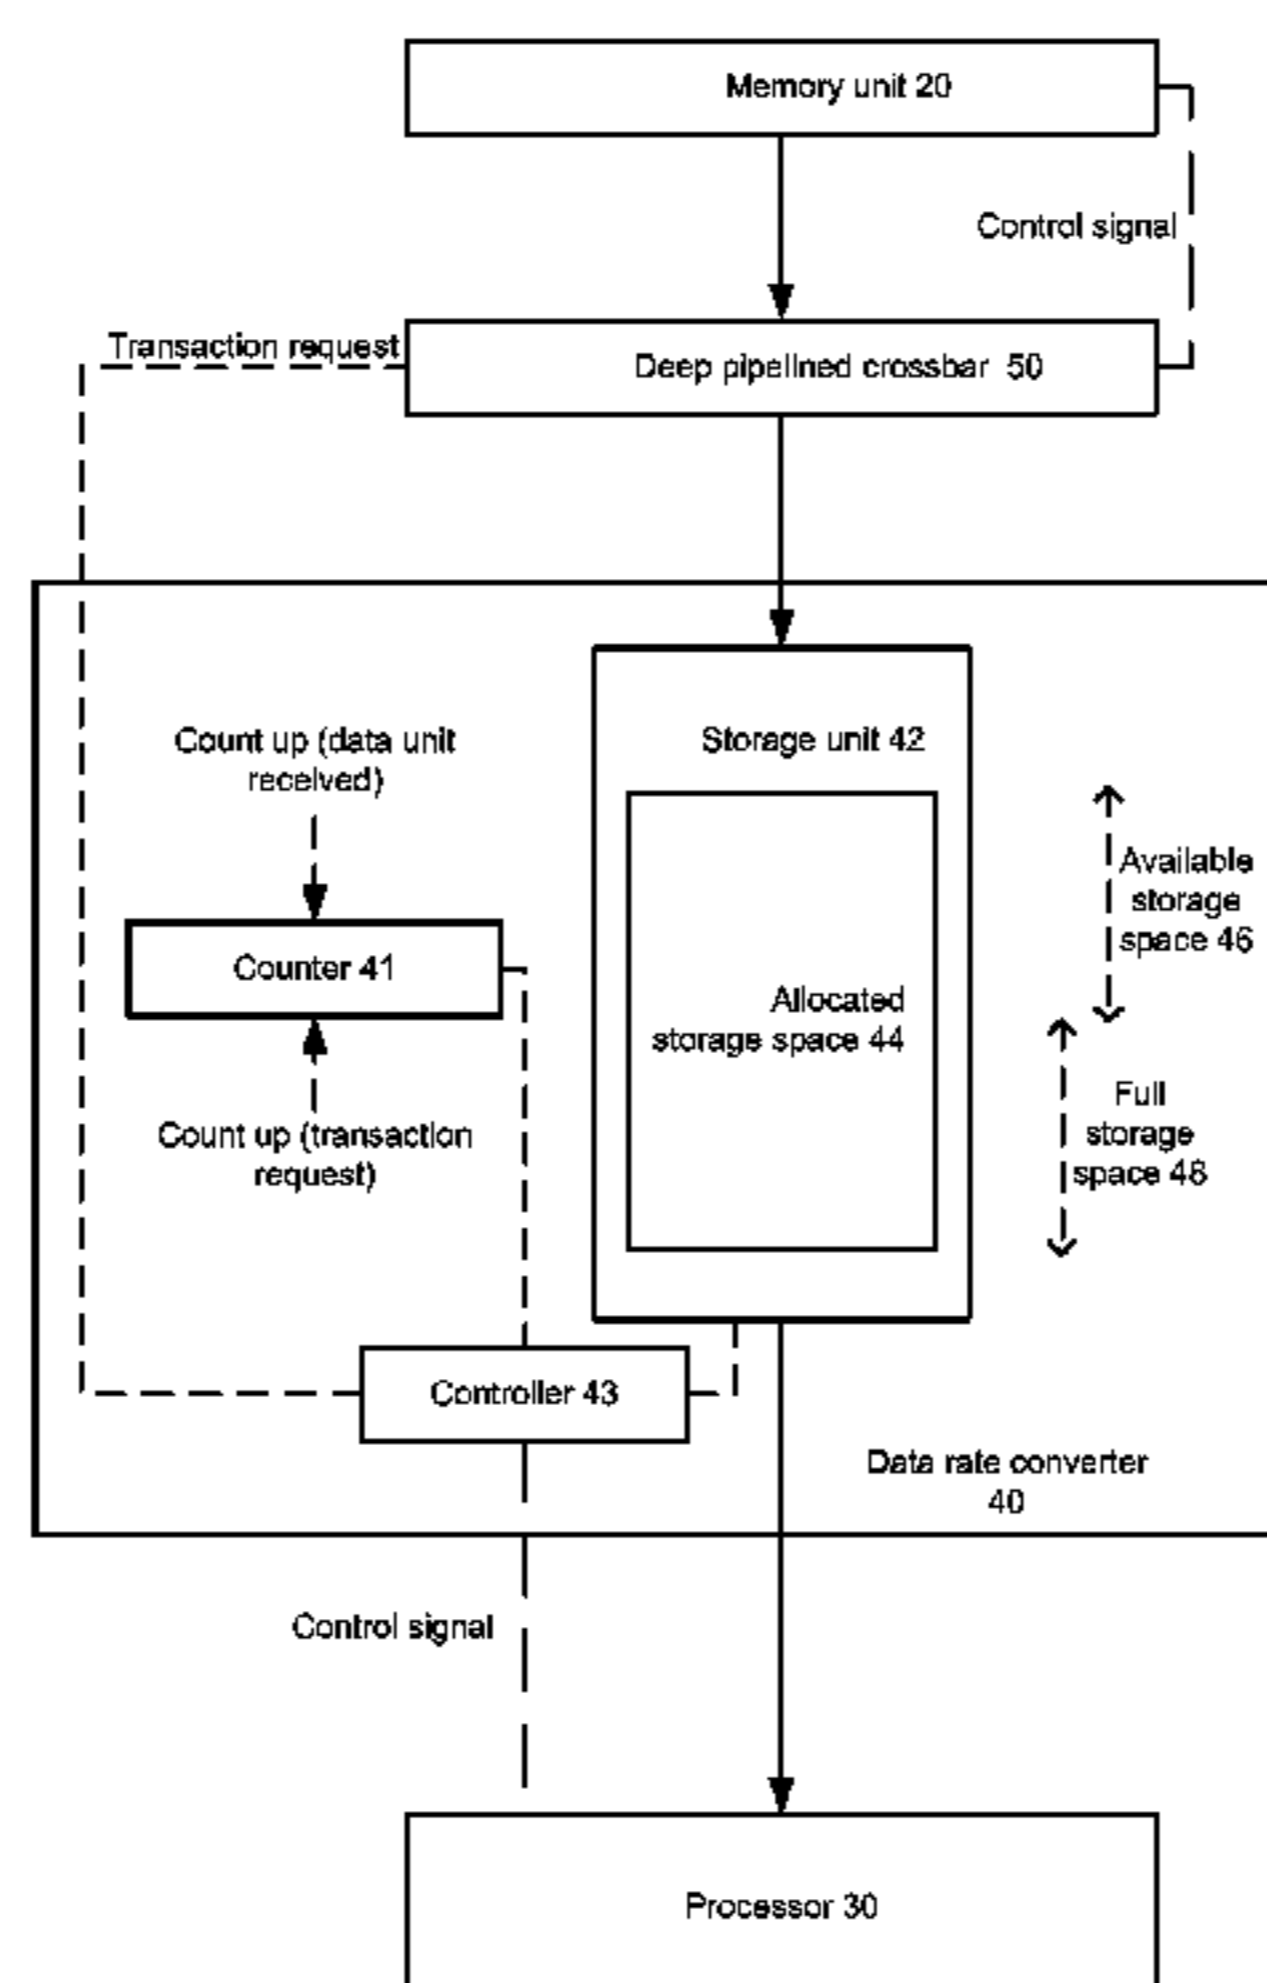 Memory unit 20
Control signal
Transaction request
Deep pipelined crossbar 50
Count up (data unit
received)
Storage unit 42
Available
storage
space 46
Counter 41
Allocated
storage space 44
Full
storage
space 48
Count up (transaction
request)
Controller 43
Data rate converter
40
Control signal
Processor 30